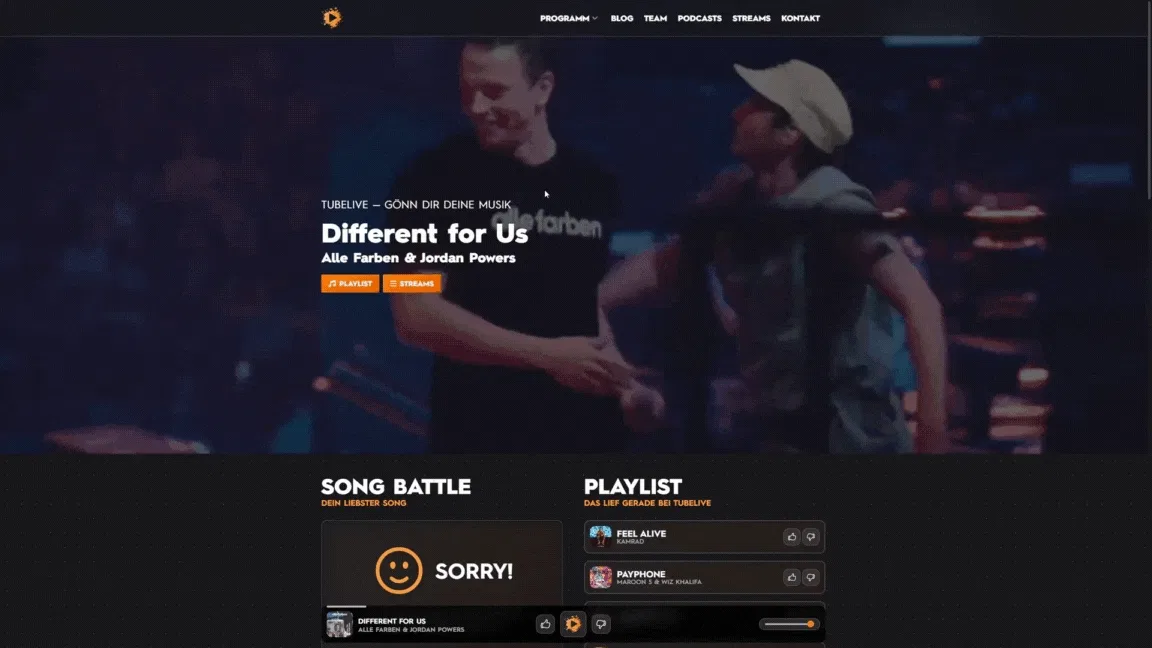 PROGRAMM
BLOG
TEAM
PODCASTS
STREAMS
KONTAKT
alle farben
TUBELIVE — GÖNN DIR DEINE MUSIK
Different for Us
Alle Farben & Jordan Powers
PLAYLIST
STREAMS
SONG BATTLE
DEIN LIEBSTER SONG
SORRY!
PLAYLIST
DAS LIEF GERADE BEI TUBELIVE
FEEL ALIVE
KAMRAD
PAYPHONE
MAROON 5 & WIZ KHALIFA
DIFFERENT FOR US
ALLE FARBEN & JORDAN POWERS